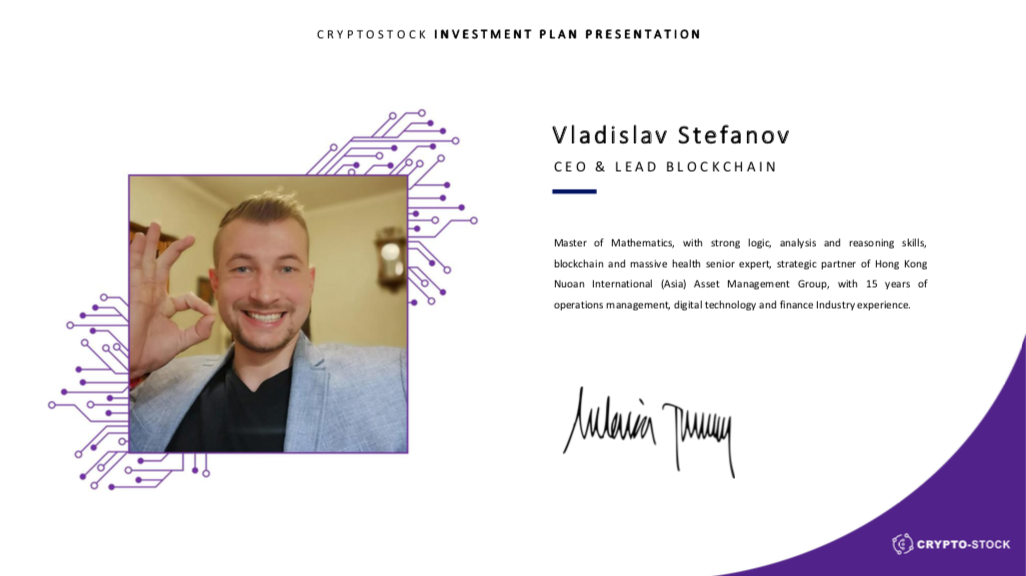 CRYPTOSTOCK INVESTMENT PLAN PRESENTATION
Vladislav Stefanov
CEO & LEAD BLOCKCHAIN
Master of Mathematics, with strong logic, analysis and reasoning skills,
blockchain and massive health senior expert, strategic partner of Hong Kong
Nuoan International (Asia) Asset Management Group, with 15 years of
operations management, digital technology and finance Industry experience.
CRYPTO-STOCK